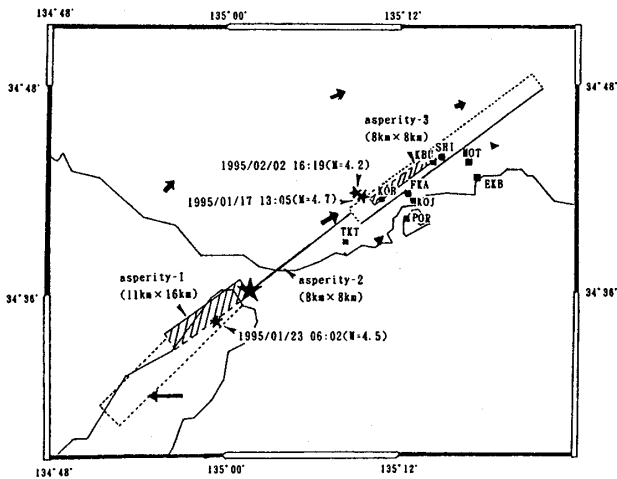 134°48'
135°00'
135°12'
34°48'
34°48'
asperity-3
(8km×8km)
KBU
SHI
MOT
1995/02/02 16:19(M=4.2)
EKB
KOB
FKA
1995/01/17 13:05(M=4.7)
KOJ
POR
TKT
asperity-1
(11km×16km)
asperity-2
(8km×8km)
34°36'
34°36'
1995/01/23 06:02(M=4.5)
134°48'
135°00'
135°12'